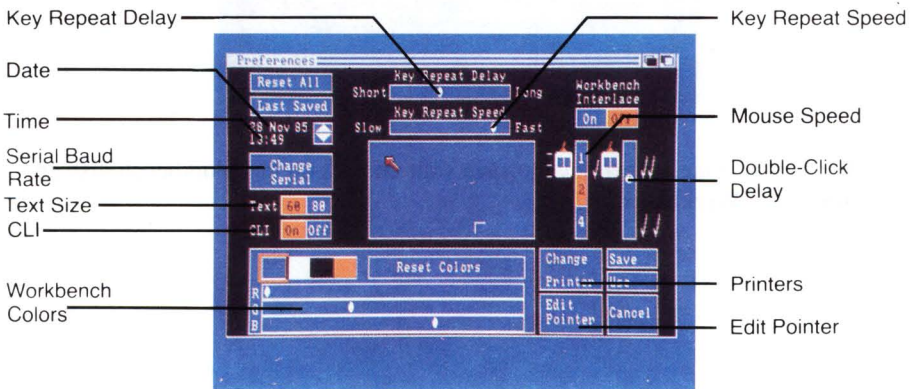 Key Repeat Delay
Key Repeat Speed
Date
Time
Serial Baud
Rate
Text Size
CLI
Workbench
Colors
Mouse Speed
Double-Click
Delay
Printers
Edit Pointer
Preferences
Reset All
Last Saved
28 Nov 85
13:49
Change
Serial
Text 60 80
CLI On Off
Key Repeat Delay
Short Long
Key Repeat Speed
Slow Fast
Workbench
Interlace
On Off
1
2
4
Reset Colors
R
G
B
Change
Printer
Edit
Pointer
Save
Use
Cancel